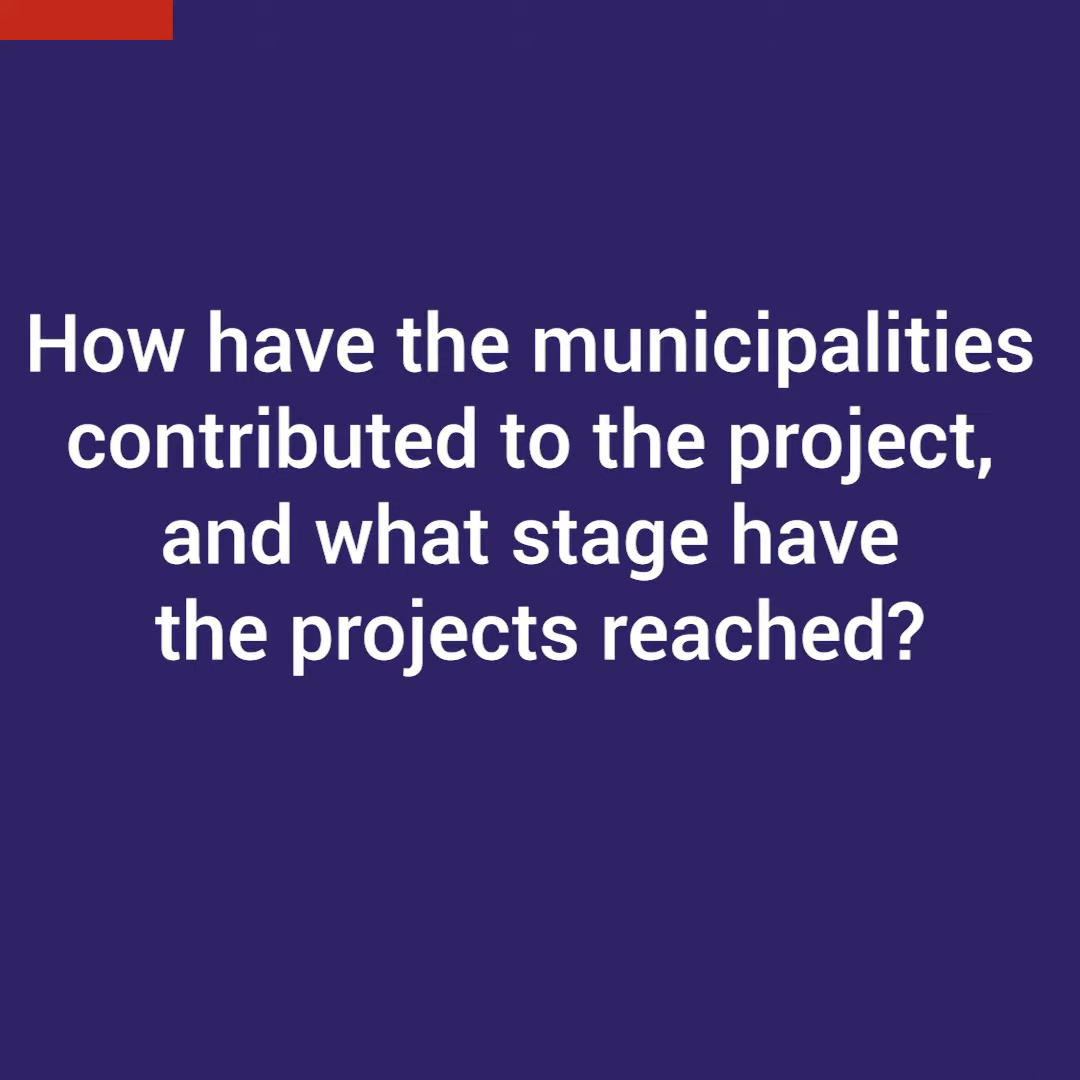 How have the municipalities
contributed to the project,
and what stage have
the projects reached?